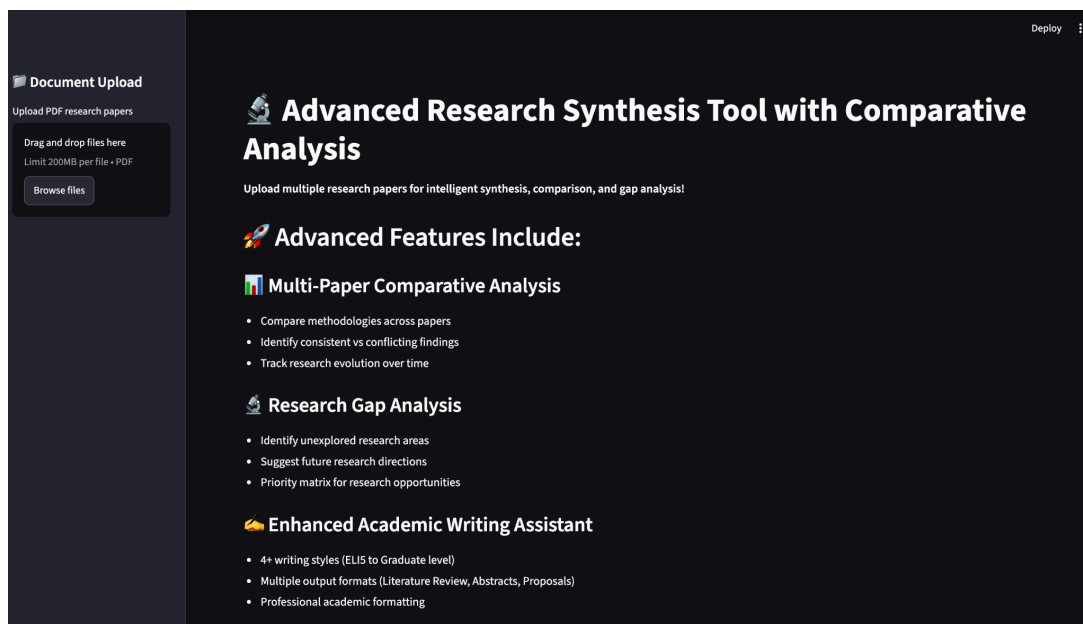 Deploy
Document Upload
Upload PDF research papers
Drag and drop files here
Limit 200MB per file • PDF
Browse files
Advanced Research Synthesis Tool with Comparative
Analysis
Upload multiple research papers for intelligent synthesis, comparison, and gap analysis!
Advanced Features Include:
Multi-Paper Comparative Analysis
• Compare methodologies across papers
• Identify consistent vs conflicting findings
• Track research evolution over time
Research Gap Analysis
• Identify unexplored research areas
• Suggest future research directions
• Priority matrix for research opportunities
Enhanced Academic Writing Assistant
• 4+ writing styles (ELI5 to Graduate level)
• Multiple output formats (Literature Review, Abstracts, Proposals)
• Professional academic formatting